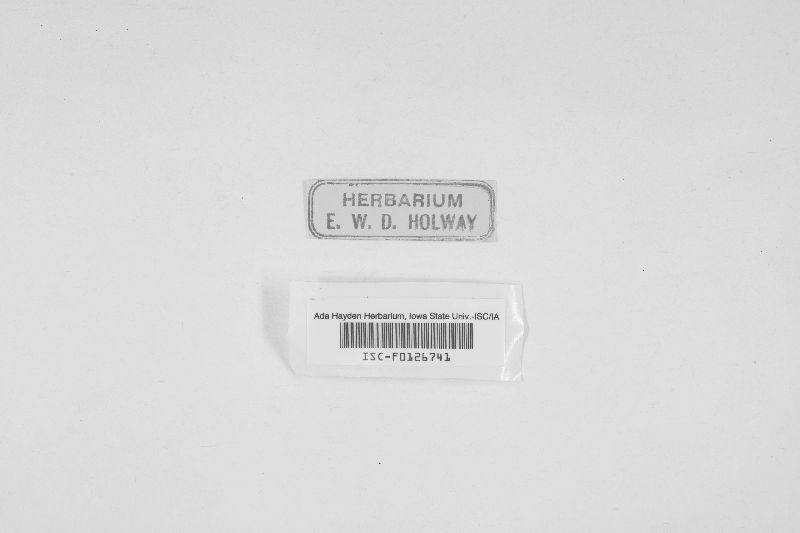 HERBARIUM
E. W. D. HOLWAY
Ada Hayden Herbarium, Iowa State Univ.-ISC/IA
ISC-F0126741